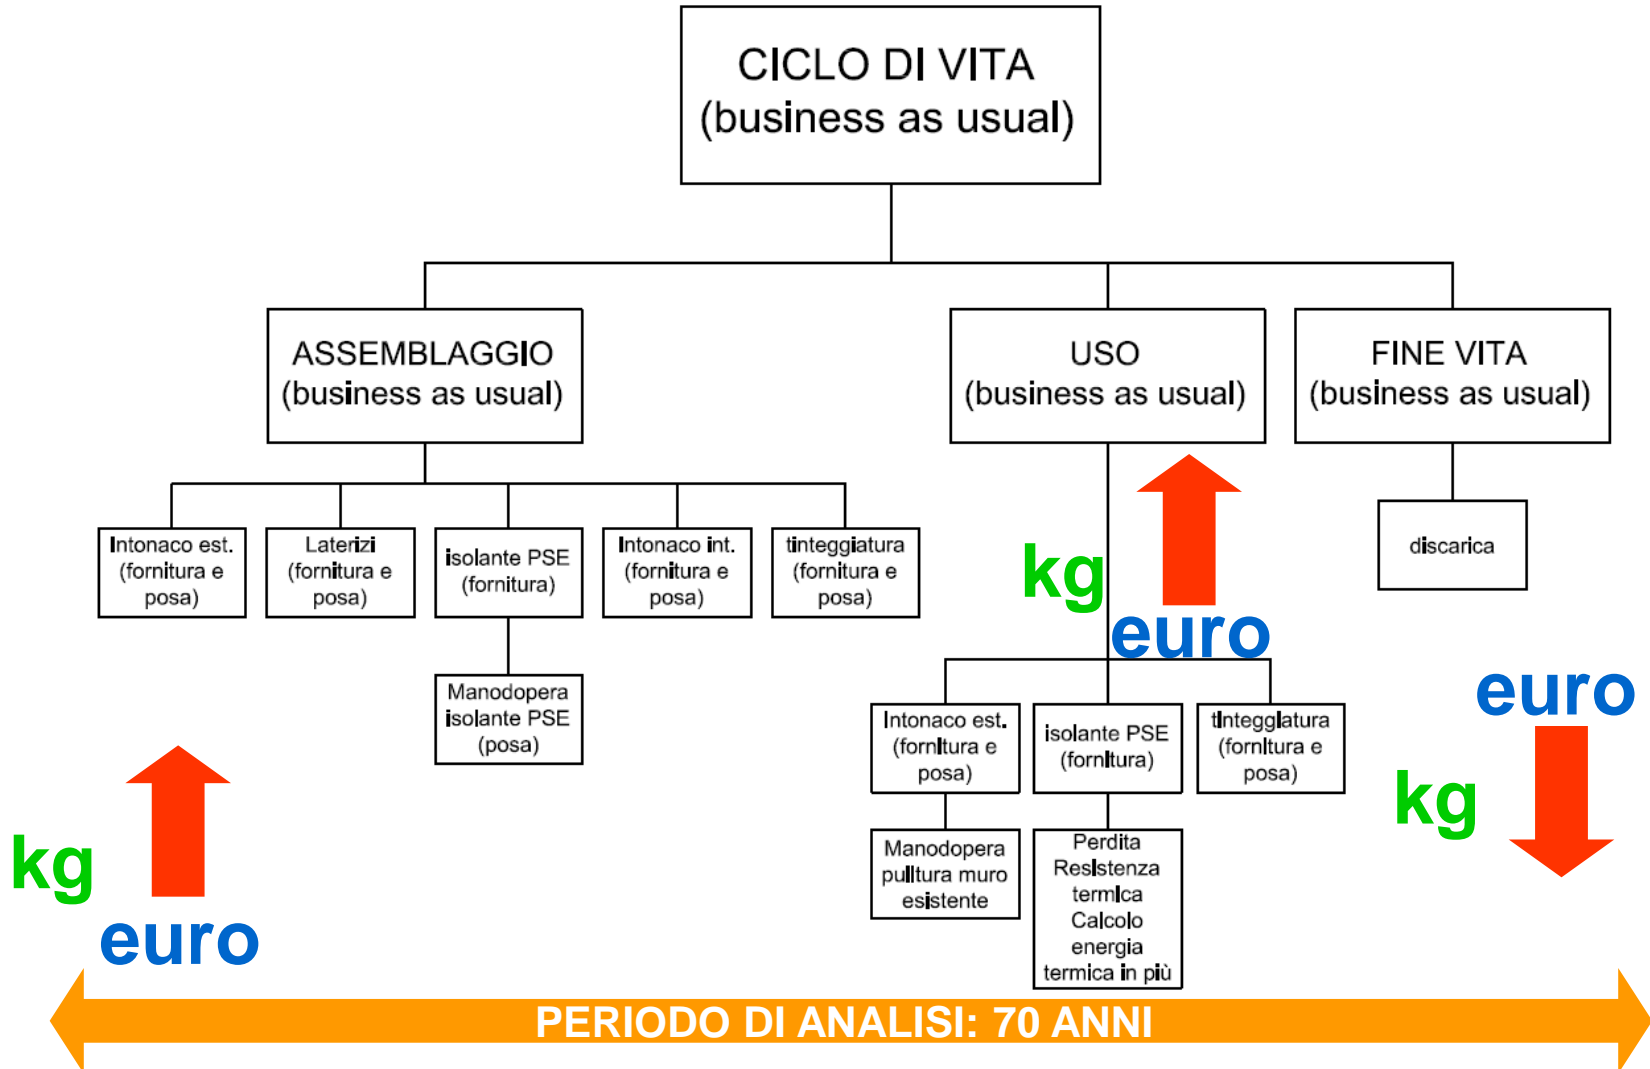 CICLO DI VITA
(business as usual)
ASSEMBLAGGIO
(business as usual)
USO
(business as usual)
FINE VITA
(business as usual)
Intonaco est.
(fornitura e
posa)
Laterizi
(fornitura e
posa)
isolante PSE
(fornitura)
Intonaco int.
(fornitura e
posa)
tinteggiatura
(fornitura e
posa)
Manodopera
isolante PSE
(posa)
kg
euro
discarica
Intonaco est.
(fornitura e
posa)
isolante PSE
(fornitura)
tinteggiatura
(fornitura e
posa)
Manodopera
pulitura muro
esistente
Perdita
Resistenza
termica
Calcolo
energia
termica in più
euro
kg
kg
euro
PERIODO DI ANALISI: 70 ANNI